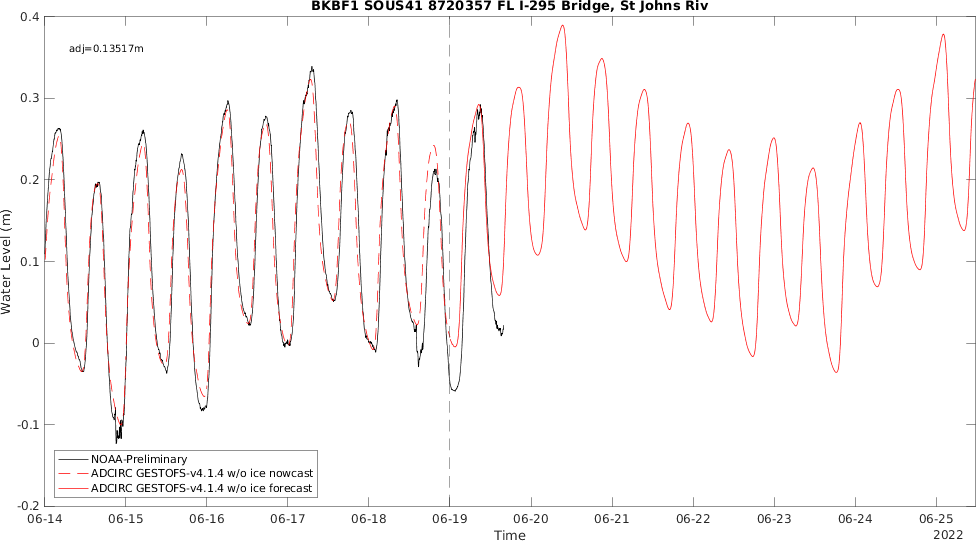 BKBF1 SOUS41 8720357 FL I-295 Bridge, St Johns Riv
adj=0.13517m
0.4
0.3
0.2
0.1
0
-0.1
-0.2
Water Level (m)
NOAA-Preliminary
ADCIRC GESTOFS-v4.1.4 w/o ice nowcast
ADCIRC GESTOFS-v4.1.4 w/o ice forecast
06-14 06-15 06-16 06-17 06-18 06-19 06-20 06-21 06-22 06-23 06-24 06-25
Time
2022